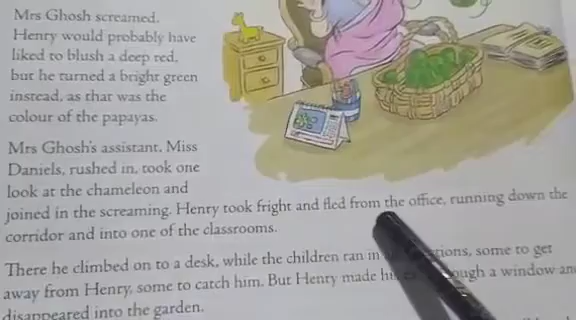 Mrs Ghosh screamed.
Henry would probably have
liked to blush a deep red,
but he turned a bright green
instead, as that was the
colour of the papayas.
Mrs Ghosh's assistant, Miss
Daniels, rushed in, took one
look at the chameleon and
joined in the screaming. Henry took fright and fled from the office, running down the
corridor and into one of the classrooms.
There he climbed on to a desk, while the children ran in some to get
away from Henry, some to catch him. But Henry made a window and
disappeared into the garden.